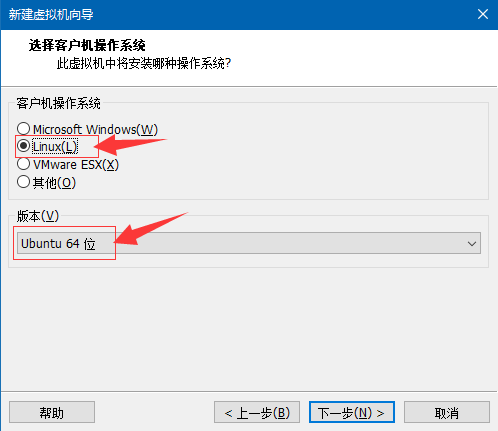 新建虚拟机向导
选择客户机操作系统
此虚拟机中将安装哪种操作系统?
客户机操作系统
Microsoft Windows(W)
Linux(L)
VMware ESX(X)
其他(O)
版本(V)
Ubuntu 64 位
帮助
< 上一步(B)
下一步(N) >
取消